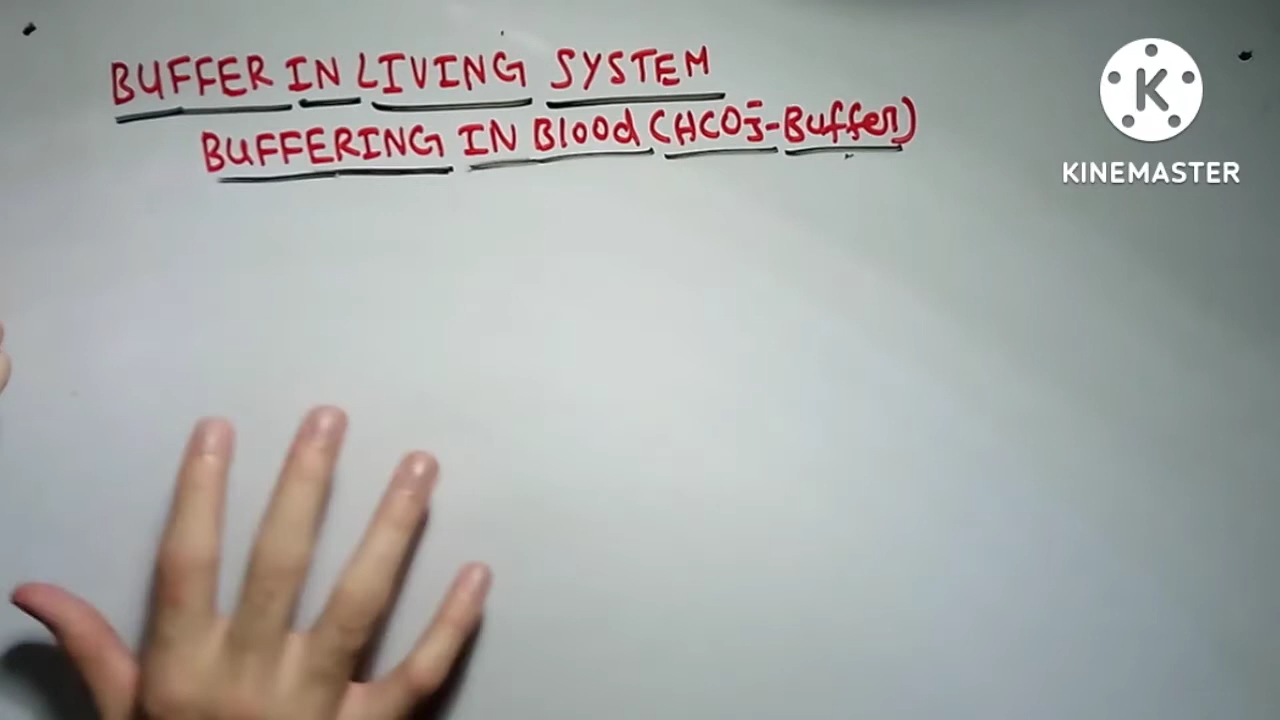 BUFFER IN LIVING SYSTEM
BUFFERING IN Blood (HCO3⁻-Buffer)
K
KINEMASTER